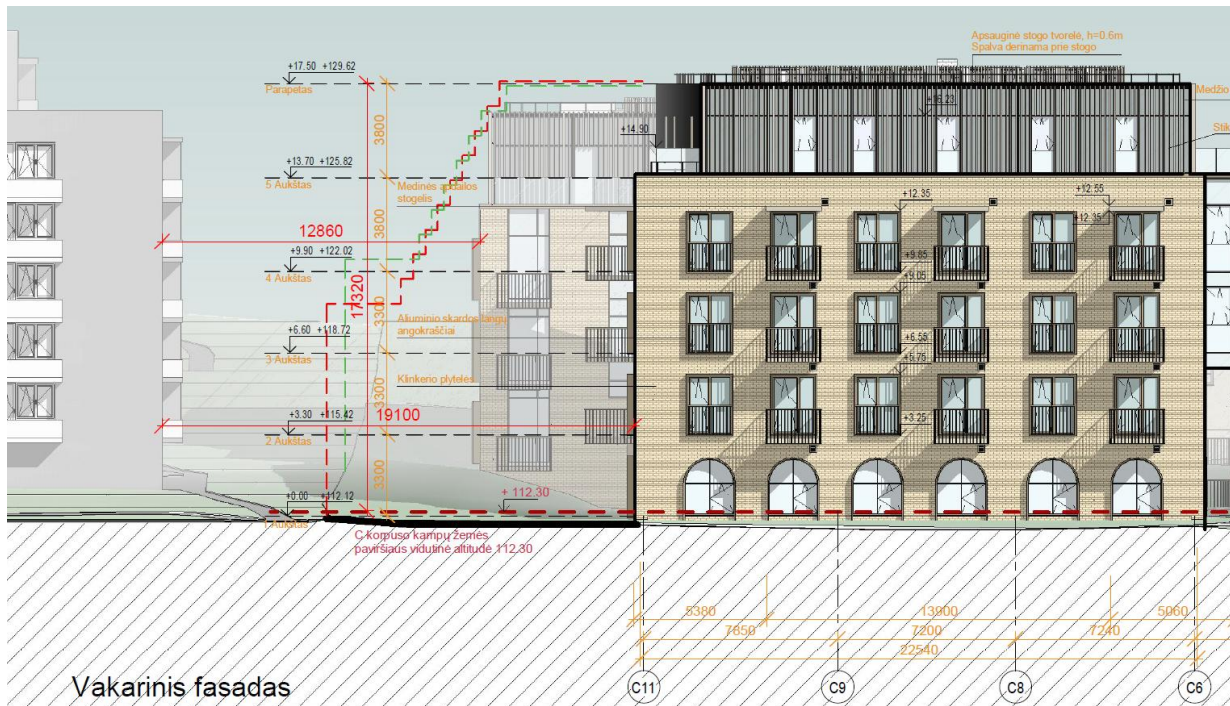 Apsauginė stogo tvorelė, h=0.6m
Spalva derinama prie stogo
+17.50 +129.62
Parapetas
Medžio
+16.23
3800
Stik
+14.90
+13.70 +125.82
5 Aukštas
Medinės apdailos
stogelis
+12.35
+12.55
+12.35
3800
12860
+9.90 +122.02
4 Aukštas
+9.65
+9.05
17320
3300
Aliuminio skardos langų
angokraščiai
+6.60 +118.72
3 Aukštas
+6.55
+5.75
Klinkerio plytelės
3300
19100
+3.30 +115.42
2 Aukštas
+3.25
3300
+0.00 +112.12
+ 112.30
1 Aukštas
C korpuso kampų žemės
paviršiaus vidutinė altitudė 112.30
5380 13900 5060
7850 7200 7240
22540
Vakarinis fasadas
C11 C9 C8 C6